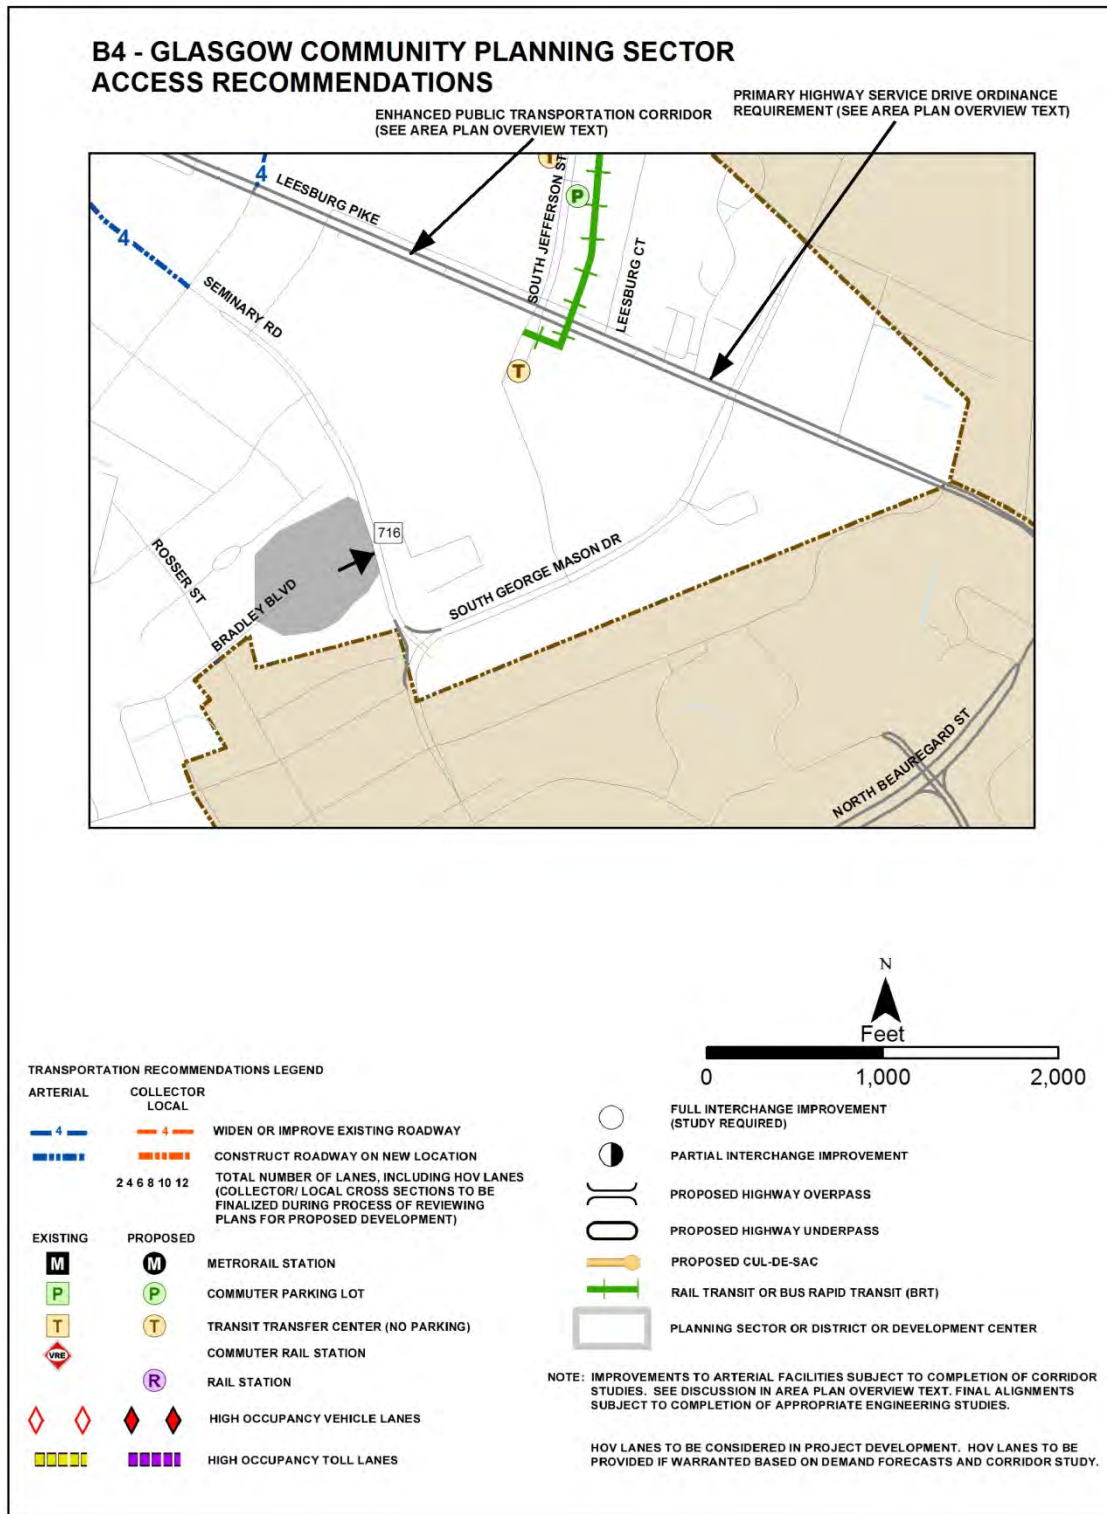 B4 - GLASGOW COMMUNITY PLANNING SECTOR
ACCESS RECOMMENDATIONS
PRIMARY HIGHWAY SERVICE DRIVE ORDINANCE
REQUIREMENT (SEE AREA PLAN OVERVIEW TEXT)
ENHANCED PUBLIC TRANSPORTATION CORRIDOR
(SEE AREA PLAN OVERVIEW TEXT)
T
4
LEESBURG PIKE
SOUTH JEFFERSON ST
P
4
LEESBURG CT
SEMINARY RD
T
716
ROSSER ST
BRADLEY BLVD
SOUTH GEORGE MASON DR
NORTH BEAUREGARD ST
N
Feet
0 1,000 2,000
TRANSPORTATION RECOMMENDATIONS LEGEND
ARTERIAL COLLECTOR
LOCAL
4 4 WIDEN OR IMPROVE EXISTING ROADWAY
CONSTRUCT ROADWAY ON NEW LOCATION
2 4 6 8 10 12 TOTAL NUMBER OF LANES, INCLUDING HOV LANES
(COLLECTOR/ LOCAL CROSS SECTIONS TO BE
FINALIZED DURING PROCESS OF REVIEWING
PLANS FOR PROPOSED DEVELOPMENT)
EXISTING PROPOSED
M M METRORAIL STATION
P P COMMUTER PARKING LOT
T T TRANSIT TRANSFER CENTER (NO PARKING)
VRE COMMUTER RAIL STATION
R RAIL STATION
HIGH OCCUPANCY VEHICLE LANES
HIGH OCCUPANCY TOLL LANES
FULL INTERCHANGE IMPROVEMENT
(STUDY REQUIRED)
PARTIAL INTERCHANGE IMPROVEMENT
PROPOSED HIGHWAY OVERPASS
PROPOSED HIGHWAY UNDERPASS
PROPOSED CUL-DE-SAC
RAIL TRANSIT OR BUS RAPID TRANSIT (BRT)
PLANNING SECTOR OR DISTRICT OR DEVELOPMENT CENTER
NOTE: IMPROVEMENTS TO ARTERIAL FACILITIES SUBJECT TO COMPLETION OF CORRIDOR
STUDIES. SEE DISCUSSION IN AREA PLAN OVERVIEW TEXT. FINAL ALIGNMENTS
SUBJECT TO COMPLETION OF APPROPRIATE ENGINEERING STUDIES.
HOV LANES TO BE CONSIDERED IN PROJECT DEVELOPMENT. HOV LANES TO BE
PROVIDED IF WARRANTED BASED ON DEMAND FORECASTS AND CORRIDOR STUDY.